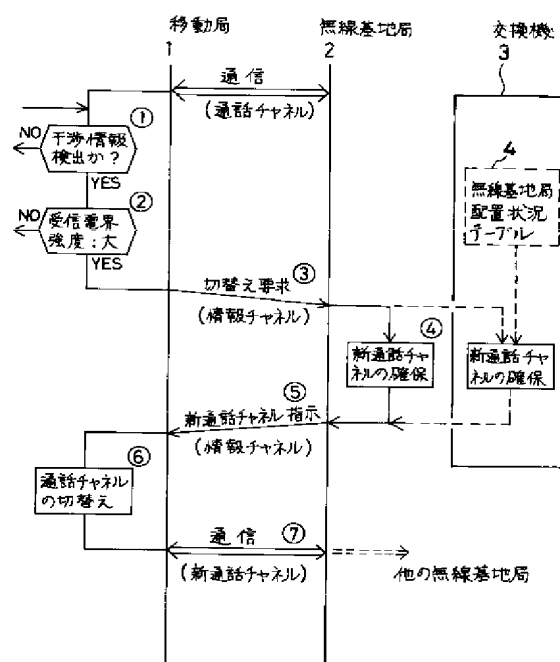 移動局
1
無線基地局
2
交換機
3
通信
(通話チャネル)
①
NO
干渉情報
検出か?
YES
②
NO
受信電界
強度:大
YES
4
無線基地局
配置状況
テーブル
切替え要求 ③
(情報チャネル)
④
新通話チャ
ネルの確保
新通話チャ
ネルの確保
⑤
新通話チャネル指示
(情報チャネル)
⑥
通話チャネル
の切替え
通信 ⑦
(新通話チャネル)
他の無線基地局